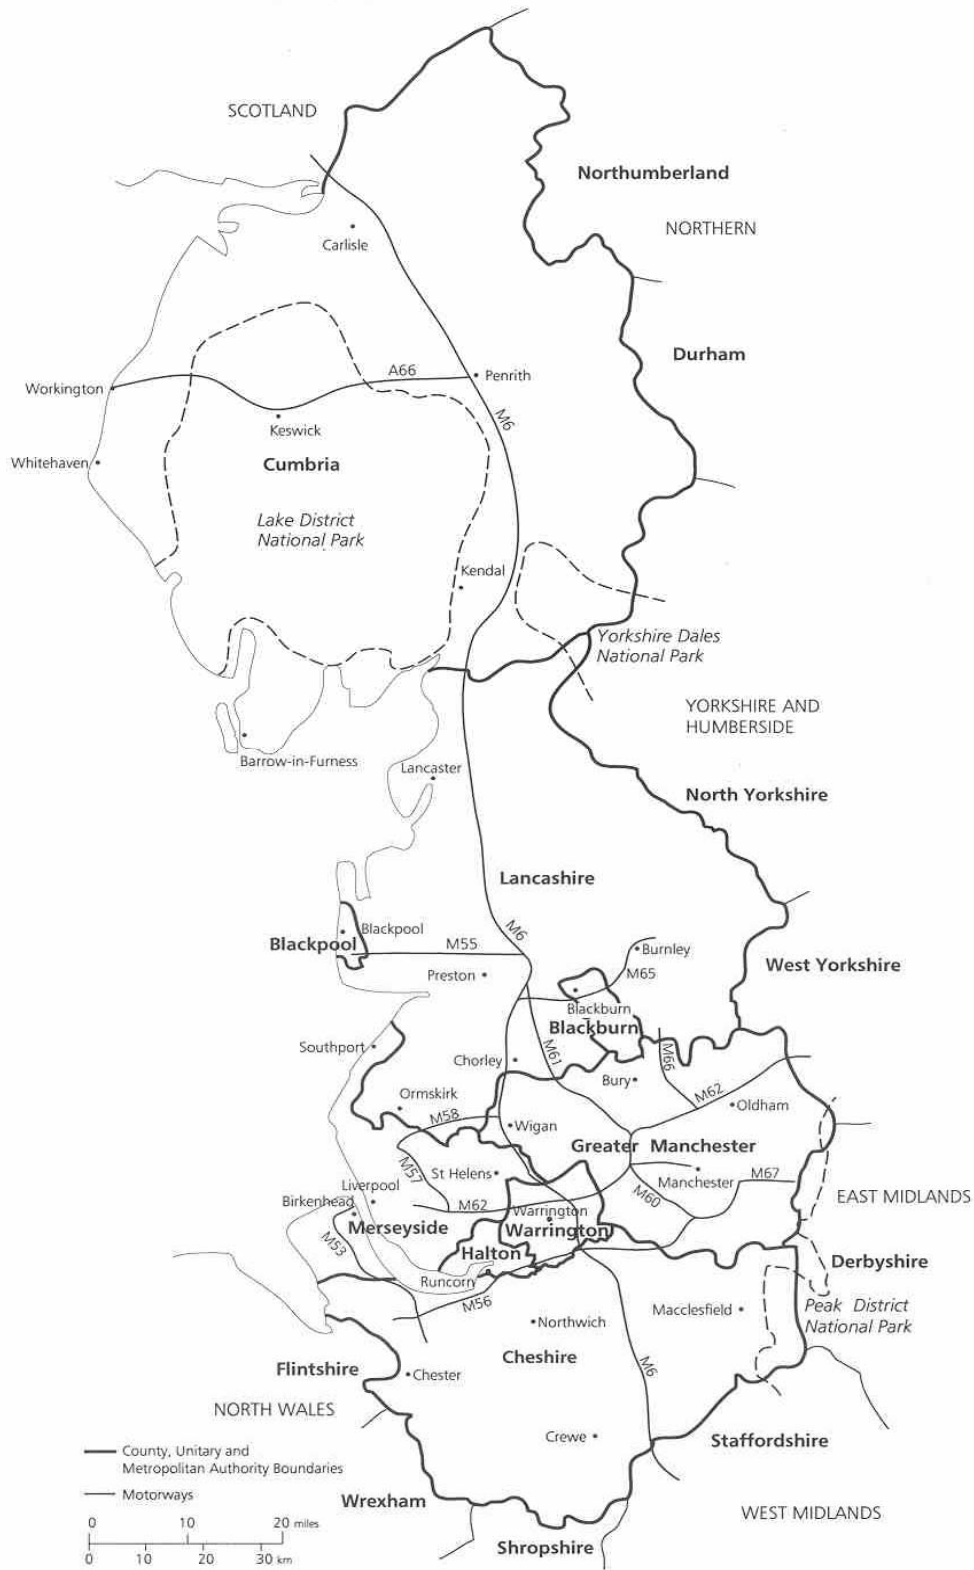 SCOTLAND
Northumberland
NORTHERN
Carlisle
Durham
A66
Penrith
Workington
M6
Keswick
Whitehaven
Cumbria
Lake District
National Park
Kendal
Yorkshire Dales
National Park
YORKSHIRE AND
HUMBERSIDE
Barrow-in-Furness
Lancaster
North Yorkshire
Lancashire
M6
Blackpool
Blackpool
M55
Burnley
West Yorkshire
Preston
M65
Blackburn
Blackburn
Southport
Chorley
M61
M66
Bury
M62
Oldham
Ormskirk
M58
Wigan
Greater Manchester
M57
St Helens
Manchester
M67
Liverpool
M60
EAST MIDLANDS
Birkenhead
M62
Warrington
Merseyside
Warrington
M53
Halton
Derbyshire
Runcorn
M56
Macclesfield
Peak District
National Park
Northwich
Cheshire
M6
Flintshire
Chester
NORTH WALES
Crewe
Staffordshire
County, Unitary and
Metropolitan Authority Boundaries
Motorways
Wrexham
WEST MIDLANDS
0 10 20 miles
0 10 20 30 km
Shropshire